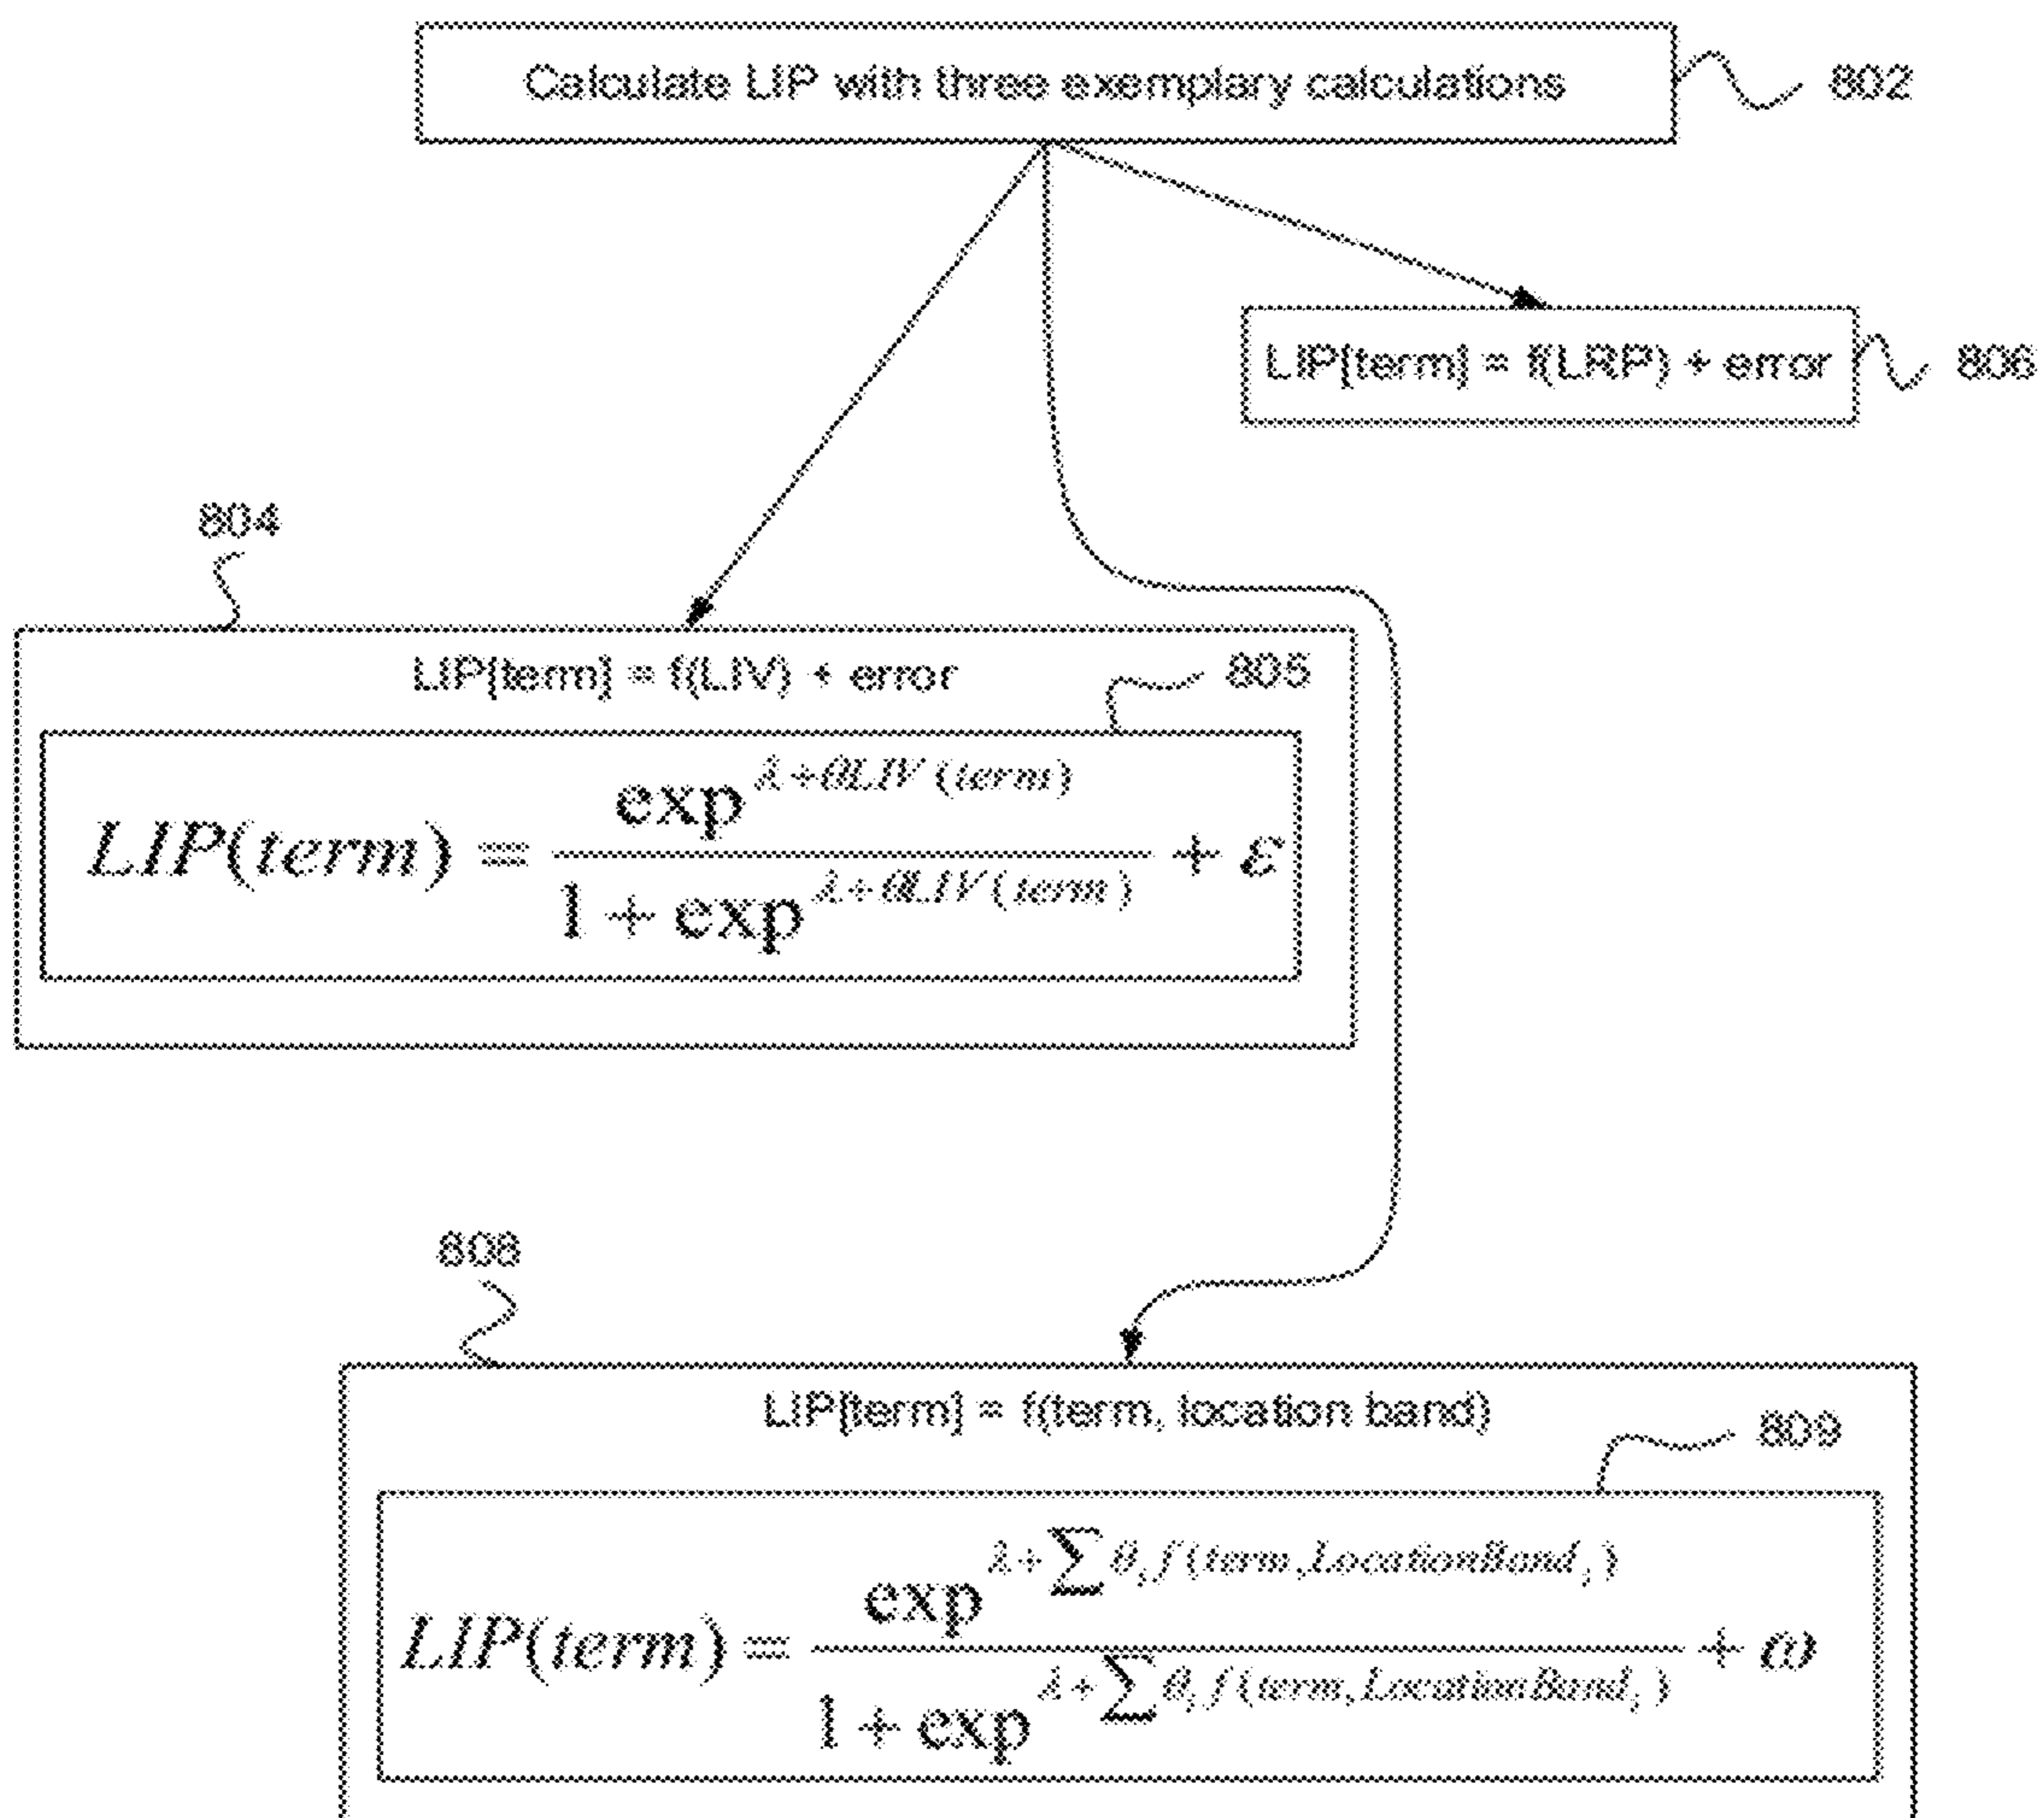 Calculate LIP with three exemplary calculations
802
LIP[term] = f(LRP) + error
806
804
LIP[term] = f(LIV) + error
805
LIP(term) = exp^{λ+θLIV(term)} / 1 + exp^{λ+θLIV(term)} + ε
808
LIP[term] = f(term, location band)
809
LIP(term) = exp^{λ+∑θ_i f(term,LocationBand_i)} / 1 + exp^{λ+∑θ_i f(term,LocationBand_i)} + ω